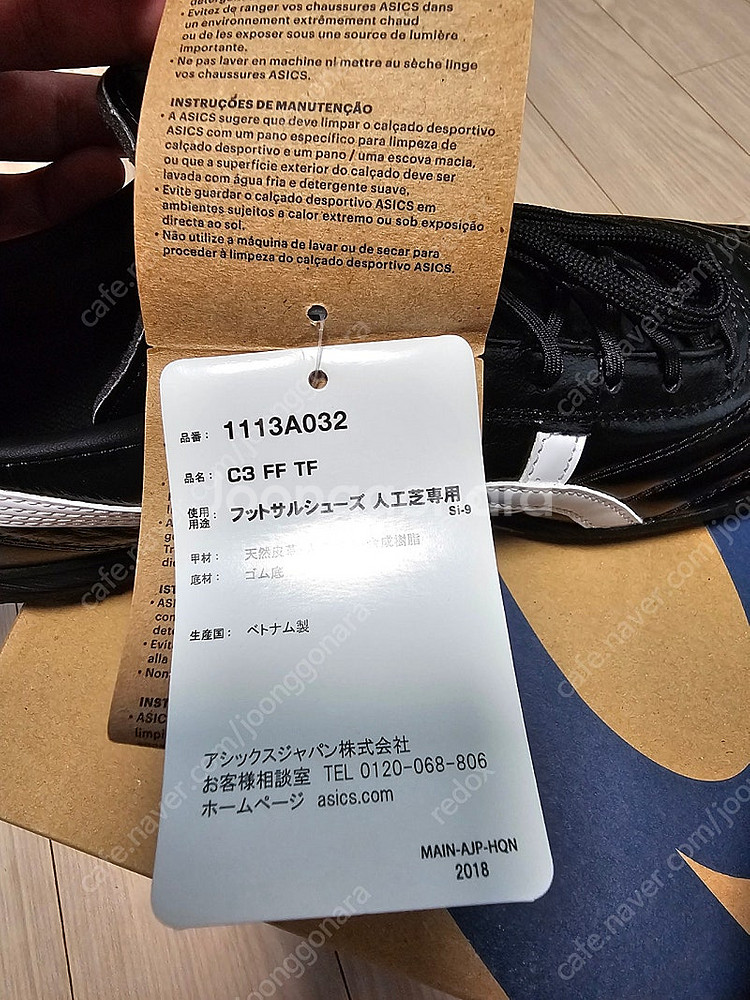 • Evitez de ranger vos chaussures ASICS dans
un environnement extrêmement chaud
ou de les exposer sous une source de lumière
importante.
• Ne pas laver en machine ni mettre au sèche linge
vos chaussures ASICS.
INSTRUÇÕES DE MANUTENÇÃO
• A ASICS sugere que deve limpar o calçado desportivo
ASICS com um pano específico para limpeza de
calçado desportivo e um pano / uma escova macia,
ou que a superfície exterior do calçado deve ser
lavada com água fria e detergente suave.
• Evite guardar o calçado desportivo ASICS em
ambientes sujeitos a calor extremo ou sob exposição
directa ao sol.
• Não utilize a máquina de lavar ou de secar para
proceder à limpeza do calçado desportivo ASICS.
品番： 1113A032
品名： C3 FF TF
使用用途： フットサルシューズ 人工芝専用
Si-9
甲材： 天然皮革 合成樹脂
底材： ゴム底
生産国： ベトナム製
アシックスジャパン株式会社
お客様相談室 TEL 0120-068-806
ホームページ asics.com
MAIN-AJP-HQN
2018
joonggonara
cafe.naver.com/joonggonara
redox